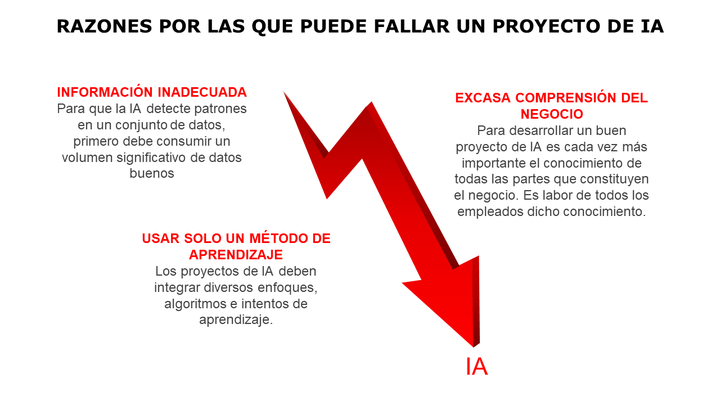 RAZONES POR LAS QUE PUEDE FALLAR UN PROYECTO DE IA
INFORMACIÓN INADECUADA
Para que la IA detecte patrones
en un conjunto de datos,
primero debe consumir un
volumen significativo de datos
buenos
EXCASA COMPRENSIÓN DEL
NEGOCIO
Para desarrollar un buen
proyecto de IA es cada vez más
importante el conocimiento de
todas las partes que constituyen
el negocio. Es labor de todos los
empleados dicho conocimiento.
USAR SOLO UN MÉTODO DE
APRENDIZAJE
Los proyectos de IA deben
integrar diversos enfoques,
algoritmos e intentos de
aprendizaje.
IA